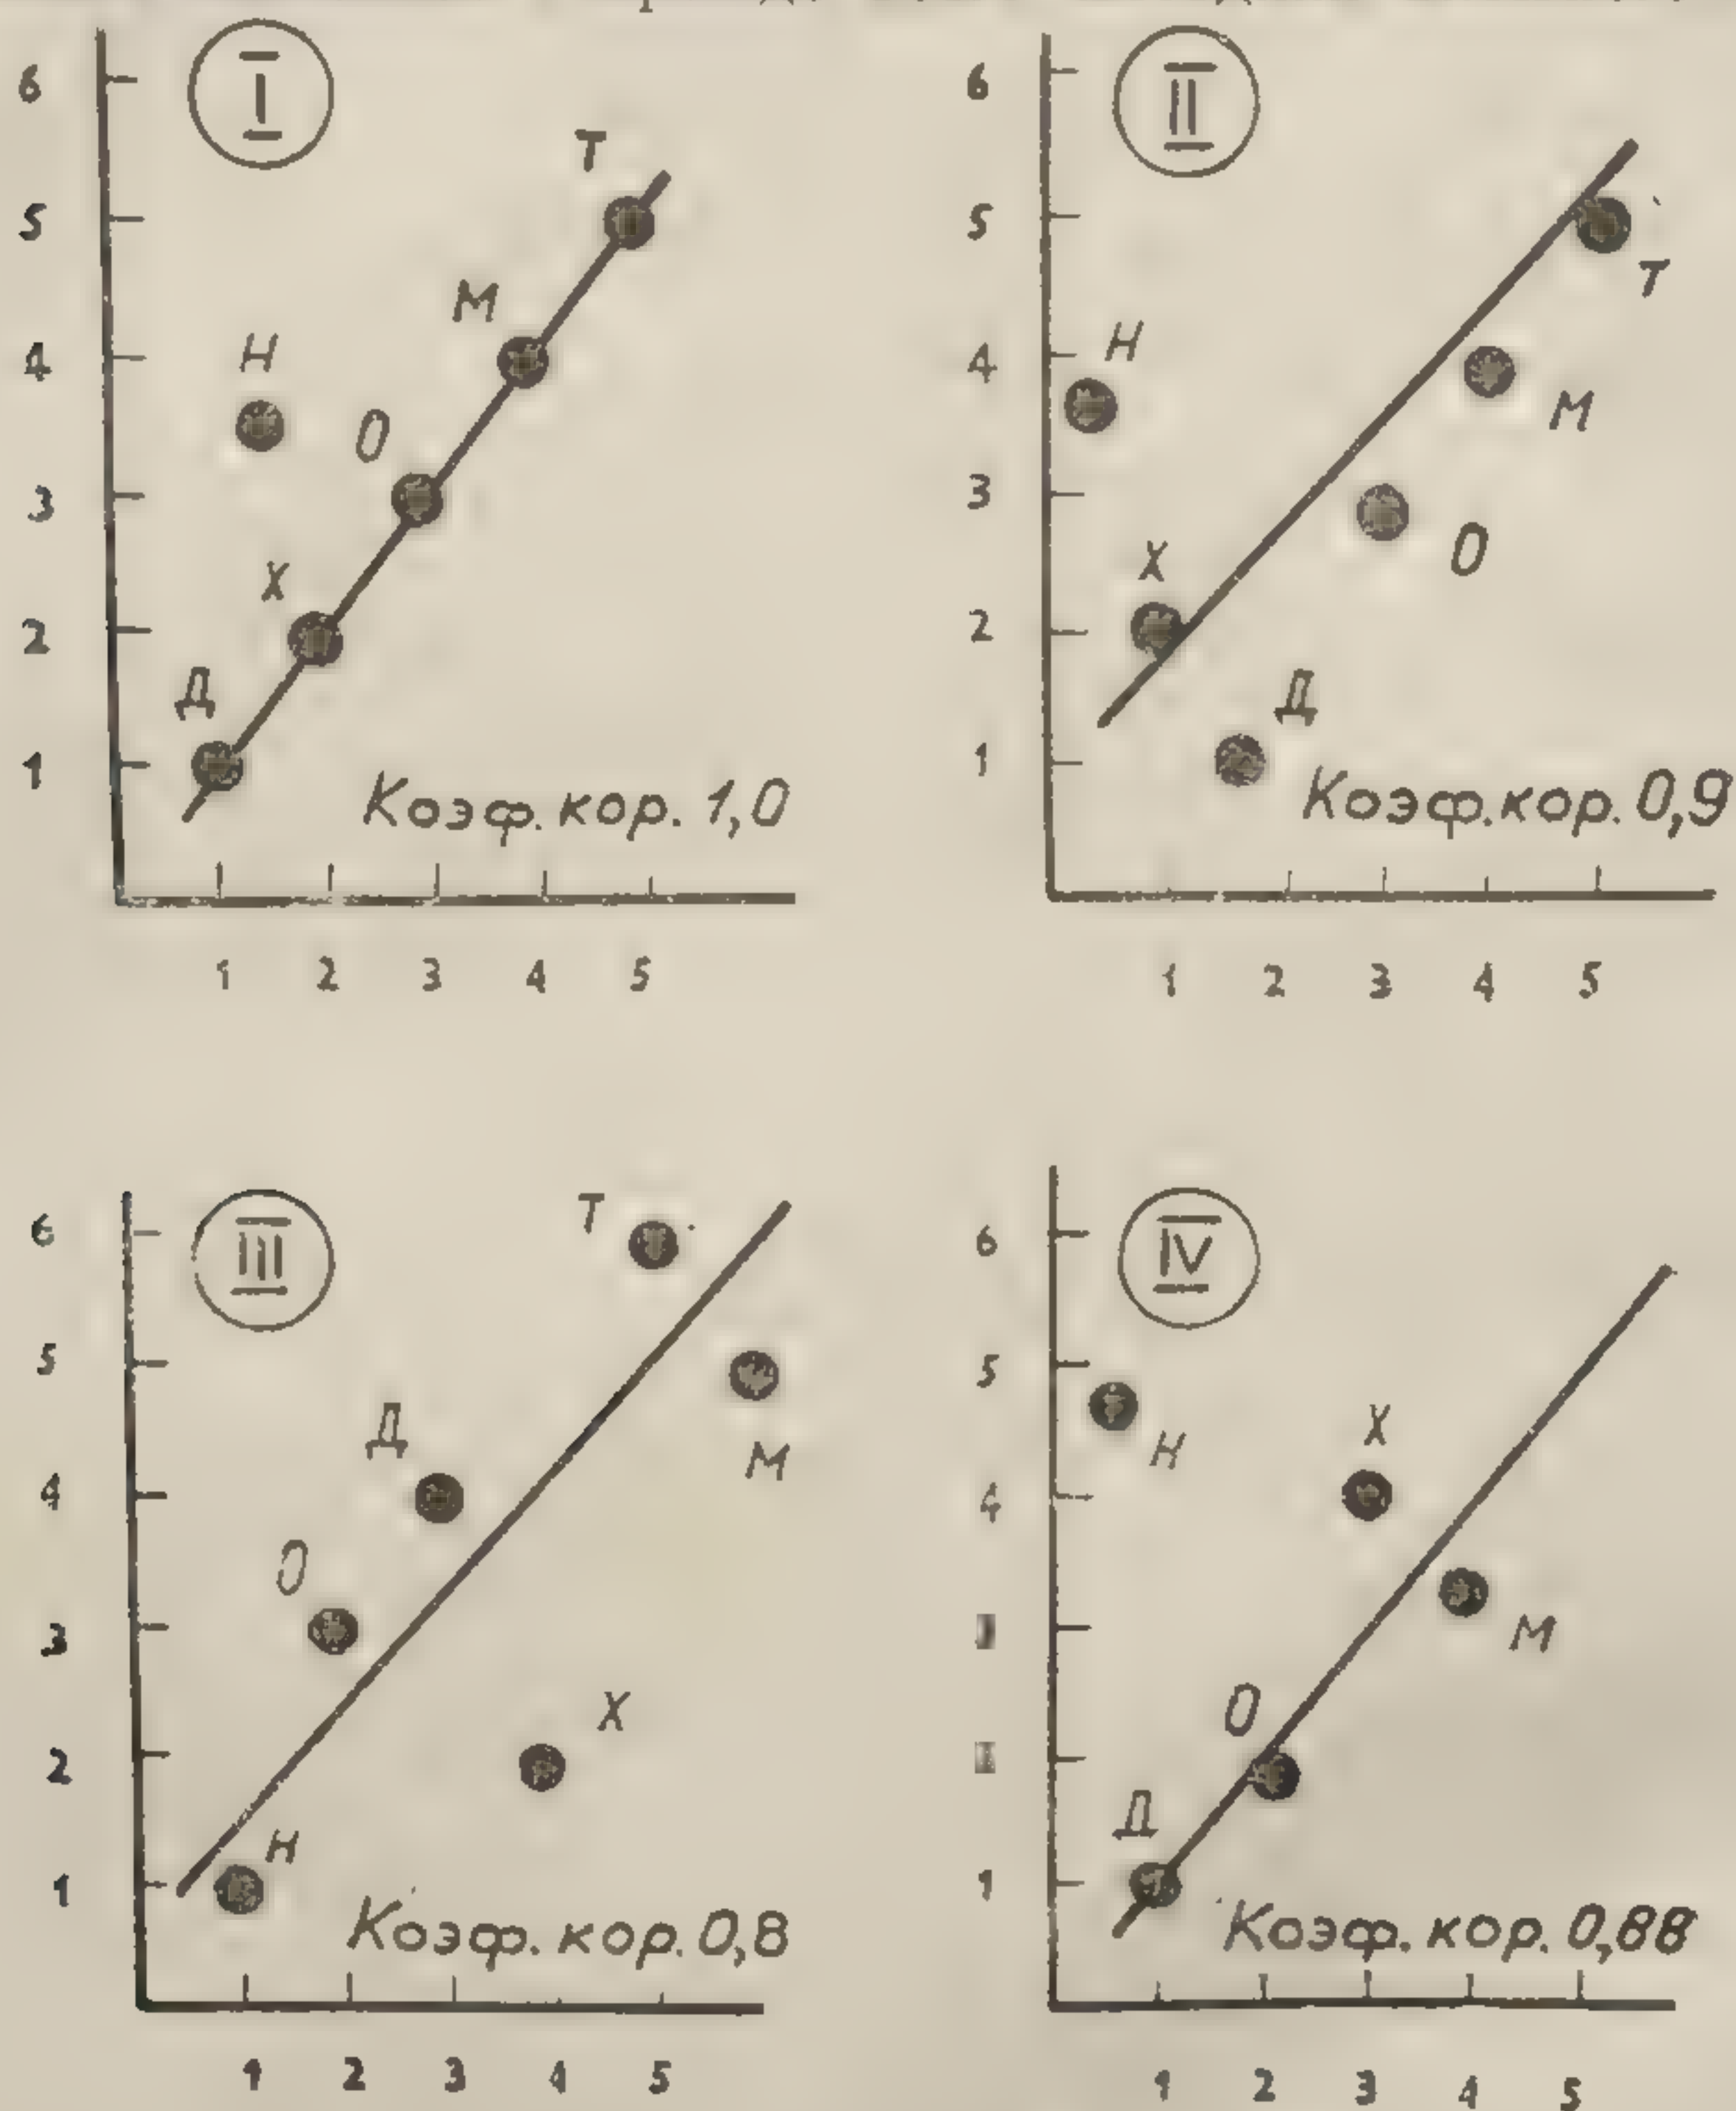 I
6
5
4
3
2
1
Т
М
Н
О
Х
Д
Коэф. кор. 1,0
1 2 3 4 5
II
6
5
4
3
2
1
Т
Н
М
О
Х
Д
Коэф. кор. 0,9
1 2 3 4 5
III
6
5
4
3
2
1
Т
М
Д
О
Х
Н
Коэф. кор. 0,8
1 2 3 4 5
IV
6
5
4
1
Н
Х
М
О
Д
Коэф. кор. 0,88
1 2 3 4 5